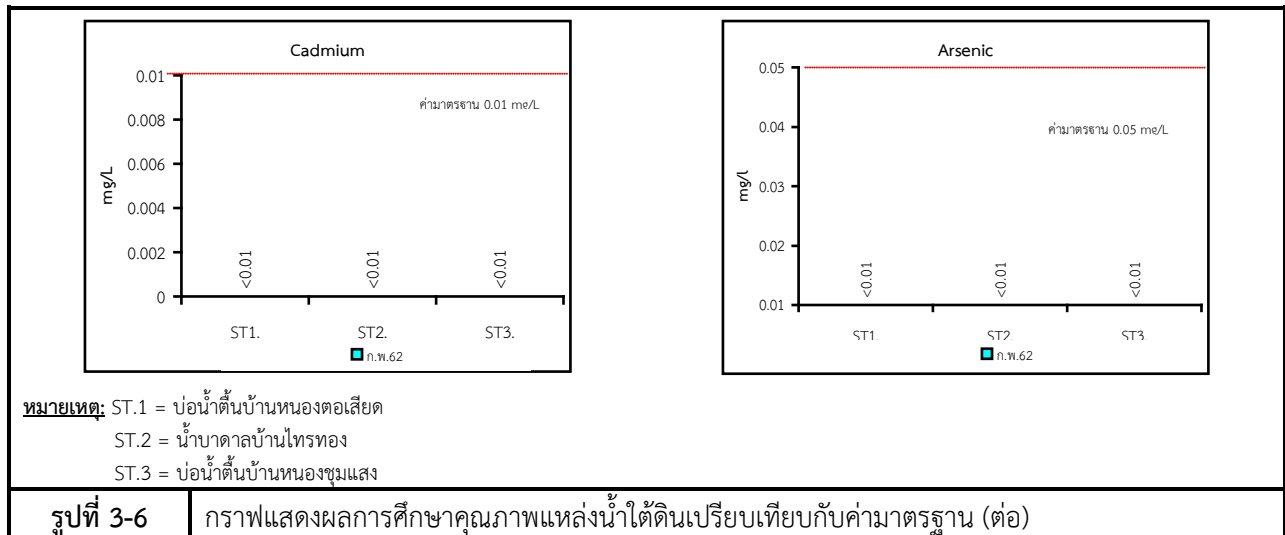 Cadmium
0.01
ค่ามาตรฐาน 0.01 mg/L
0.008
0.006
mg/L
0.004
0.002
<0.01
<0.01
<0.01
0
ST1.
ST2.
ST3.
ก.พ.62
Arsenic
0.05
ค่ามาตรฐาน 0.05 mg/L
0.04
mg/L
0.03
0.02
<0.01
<0.01
<0.01
0.01
ST1.
ST2.
ST3.
ก.พ.62
หมายเหตุ: ST.1 = บ่อน้ำตื้นบ้านหนองตอเสียด
ST.2 = น้ำบาดาลบ้านไทรทอง
ST.3 = บ่อน้ำตื้นบ้านหนองชุมแสง
รูปที่ 3-6 กราฟแสดงผลการศึกษาคุณภาพแหล่งน้ำใต้ดินเปรียบเทียบกับค่ามาตรฐาน (ต่อ)